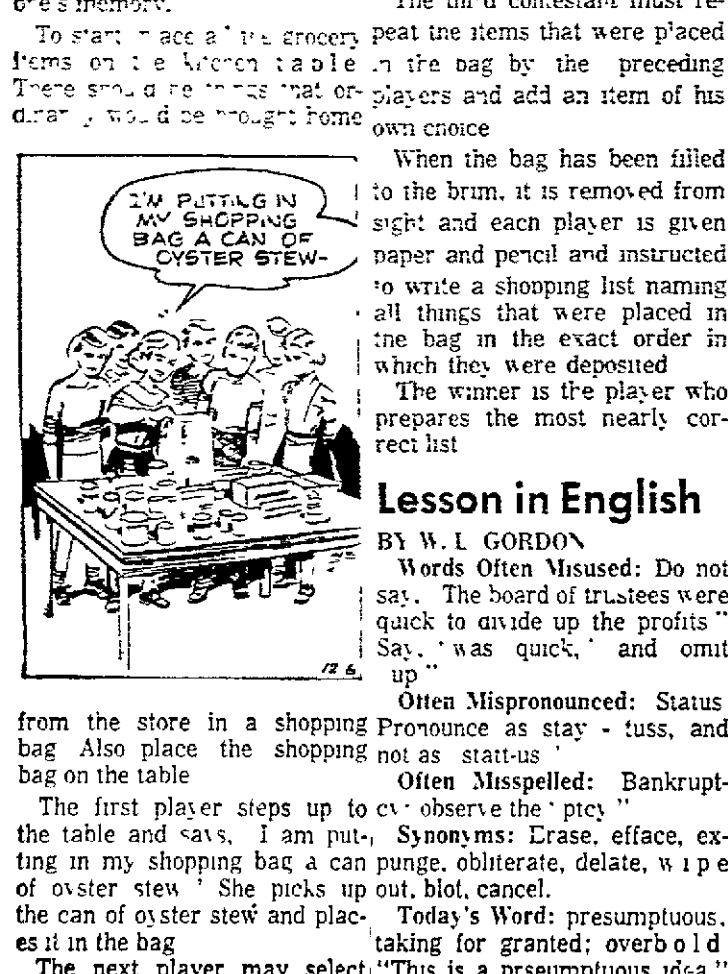 one's memory.
To start place all the grocery
items on the kitchen table
There should be things that or-
dinarily would be brought home
I'M PUTTING IN
MY SHOPPING
BAG A CAN OF
OYSTER STEW-
12 6
from the store in a shopping
bag Also place the shopping
bag on the table
The first player steps up to
the table and says, I am put-
ting in my shopping bag a can
of oyster stew ' She picks up
the can of oyster stew and plac-
es it in the bag
The next player may select
The third contestant must re-
peat the items that were placed
in the bag by the preceding
players and add an item of his
own choice
When the bag has been filled
to the brim, it is removed from
sight and each player is given
paper and pencil and instructed
to write a shopping list naming
all things that were placed in
the bag in the exact order in
which they were deposited
The winner is the player who
prepares the most nearly cor-
rect list
Lesson in English
BY W. L GORDON
Words Often Misused: Do not
say, The board of trustees were
quick to divide up the profits "
Say, 'was quick,' and omit
up "
Often Mispronounced: Status
Pronounce as stay - tuss, and
not as statt-us '
Often Misspelled: Bankrupt-
cy observe the ' ptcy "
Synonyms: Erase, efface, ex-
punge, obliterate, delate, wipe
out, blot, cancel.
Today's Word: presumptuous,
taking for granted; overbold
"This is a prseumptuous idea "